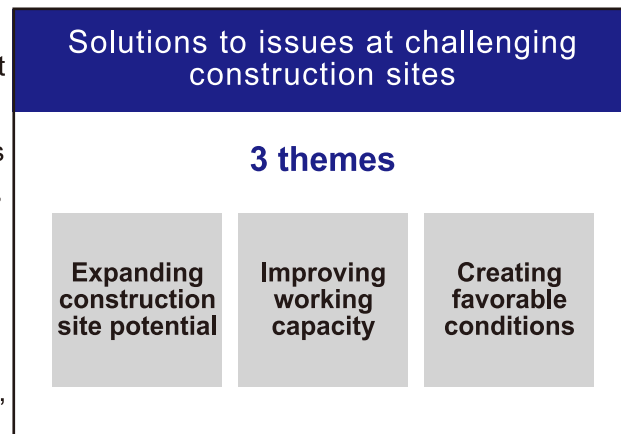 Solutions to issues at challenging
construction sites
3 themes
Expanding
construction
site potential
Improving
working
capacity
Creating
favorable
conditions
t
s
,